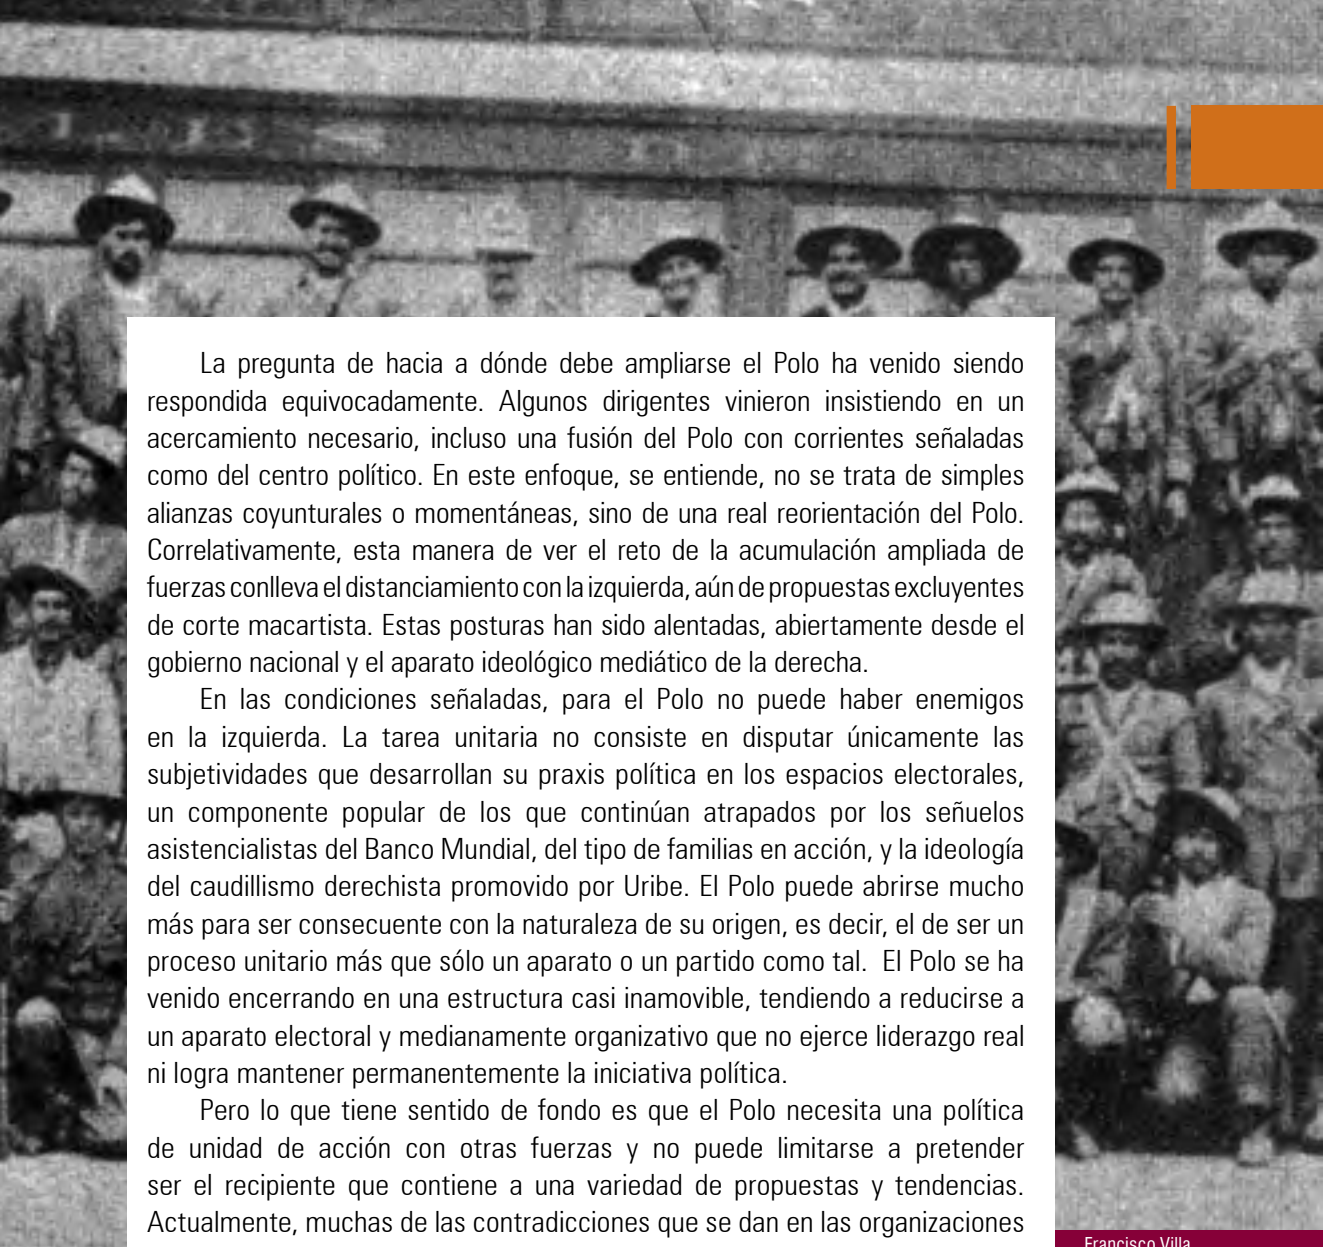 La pregunta de hacia a dónde debe ampliarse el Polo ha venido siendo
respondida equivocadamente. Algunos dirigentes vinieron insistiendo en un
acercamiento necesario, incluso una fusión del Polo con corrientes señaladas
como del centro político. En este enfoque, se entiende, no se trata de simples
alianzas coyunturales o momentáneas, sino de una real reorientación del Polo.
Correlativamente, esta manera de ver el reto de la acumulación ampliada de
fuerzas conlleva el distanciamiento con la izquierda, aún de propuestas excluyentes
de corte macartista. Estas posturas han sido alentadas, abiertamente desde el
gobierno nacional y el aparato ideológico mediático de la derecha.
En las condiciones señaladas, para el Polo no puede haber enemigos
en la izquierda. La tarea unitaria no consiste en disputar únicamente las
subjetividades que desarrollan su praxis política en los espacios electorales,
un componente popular de los que continúan atrapados por los señuelos
asistencialistas del Banco Mundial, del tipo de familias en acción, y la ideología
del caudillismo derechista promovido por Uribe. El Polo puede abrirse mucho
más para ser consecuente con la naturaleza de su origen, es decir, el de ser un
proceso unitario más que sólo un aparato o un partido como tal.  El Polo se ha
venido encerrando en una estructura casi inamovible, tendiendo a reducirse a
un aparato electoral y medianamente organizativo que no ejerce liderazgo real
ni logra mantener permanentemente la iniciativa política.
Pero lo que tiene sentido de fondo es que el Polo necesita una política
de unidad de acción con otras fuerzas y no puede limitarse a pretender
ser el recipiente que contiene a una variedad de propuestas y tendencias.
Actualmente, muchas de las contradicciones que se dan en las organizaciones
Francisco Villa